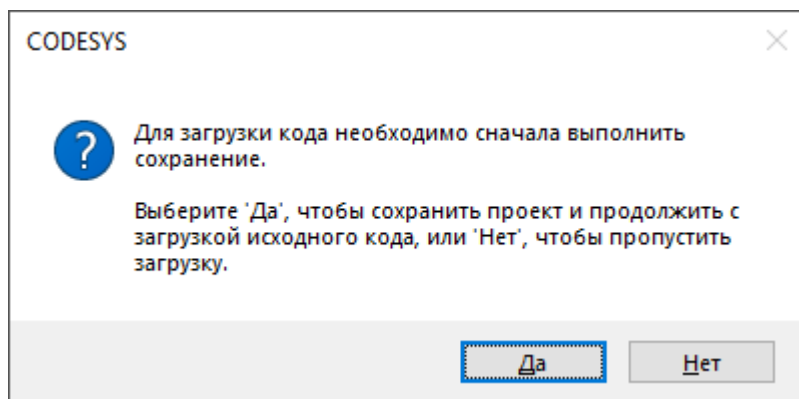 CODESYS
Для загрузки кода необходимо сначала выполнить
сохранение.
Выберите 'Да', чтобы сохранить проект и продолжить с
загрузкой исходного кода, или 'Нет', чтобы пропустить
загрузку.
Да
Нет